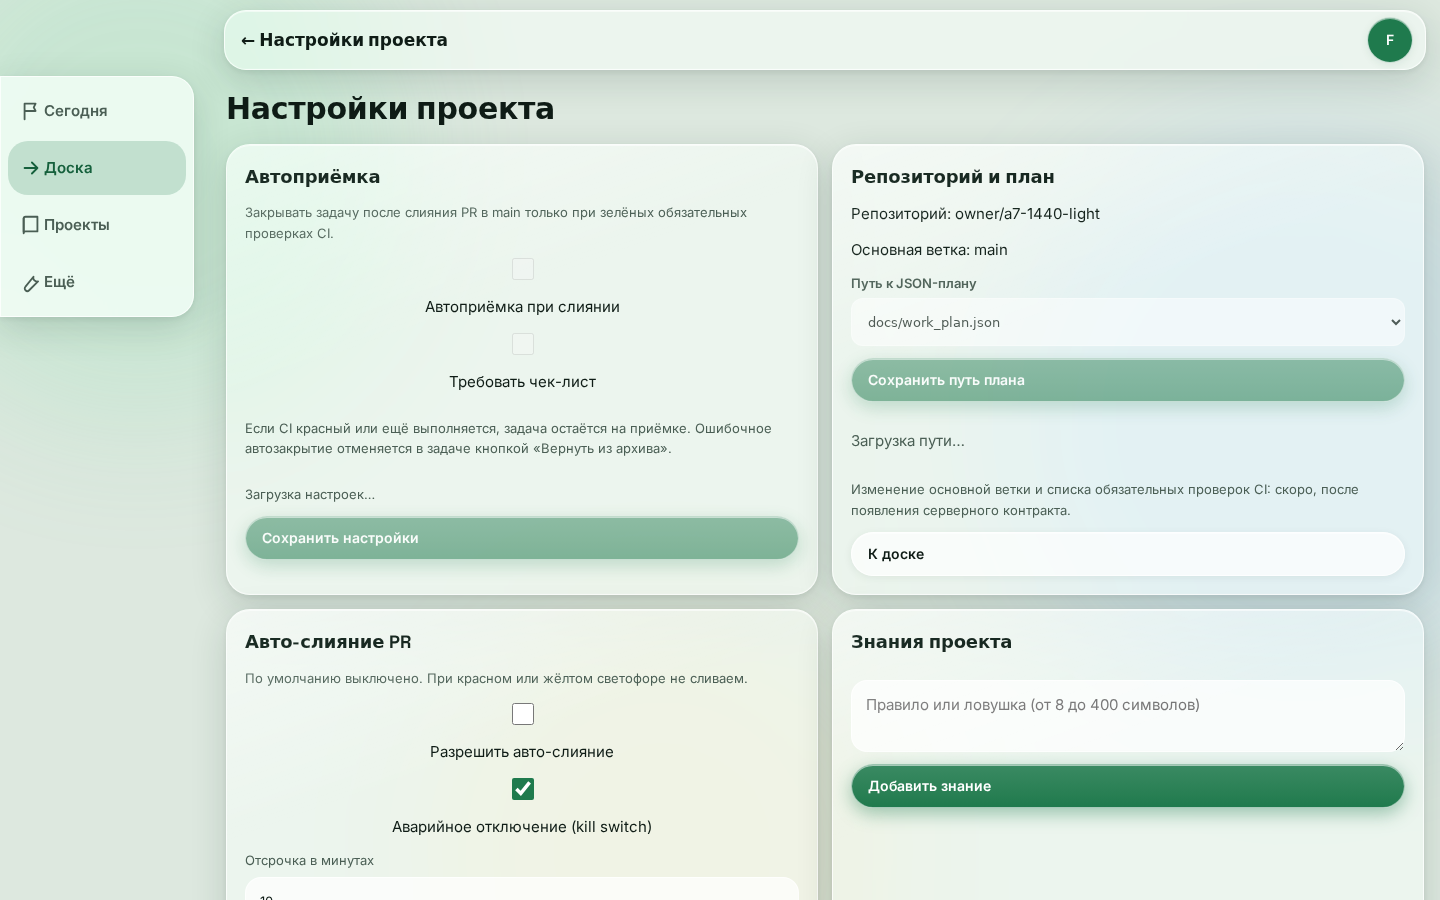 ← Настройки проекта
F
Сегодня
Доска
Проекты
Ещё
Настройки проекта
Автоприёмка
Закрывать задачу после слияния PR в main только при зелёных обязательных
проверках CI.
Автоприёмка при слиянии
Требовать чек-лист
Если CI красный или ещё выполняется, задача остаётся на приёмке. Ошибочное
автозакрытие отменяется в задаче кнопкой «Вернуть из архива».
Загрузка настроек…
Сохранить настройки
Репозиторий и план
Репозиторий: owner/a7-1440-light
Основная ветка: main
Путь к JSON-плану
docs/work_plan.json
Сохранить путь плана
Загрузка пути…
Изменение основной ветки и списка обязательных проверок CI: скоро, после
появления серверного контракта.
К доске
Авто-слияние PR
По умолчанию выключено. При красном или жёлтом светофоре не сливаем.
Разрешить авто-слияние
Аварийное отключение (kill switch)
Отсрочка в минутах
Знания проекта
Правило или ловушка (от 8 до 400 символов)
Добавить знание